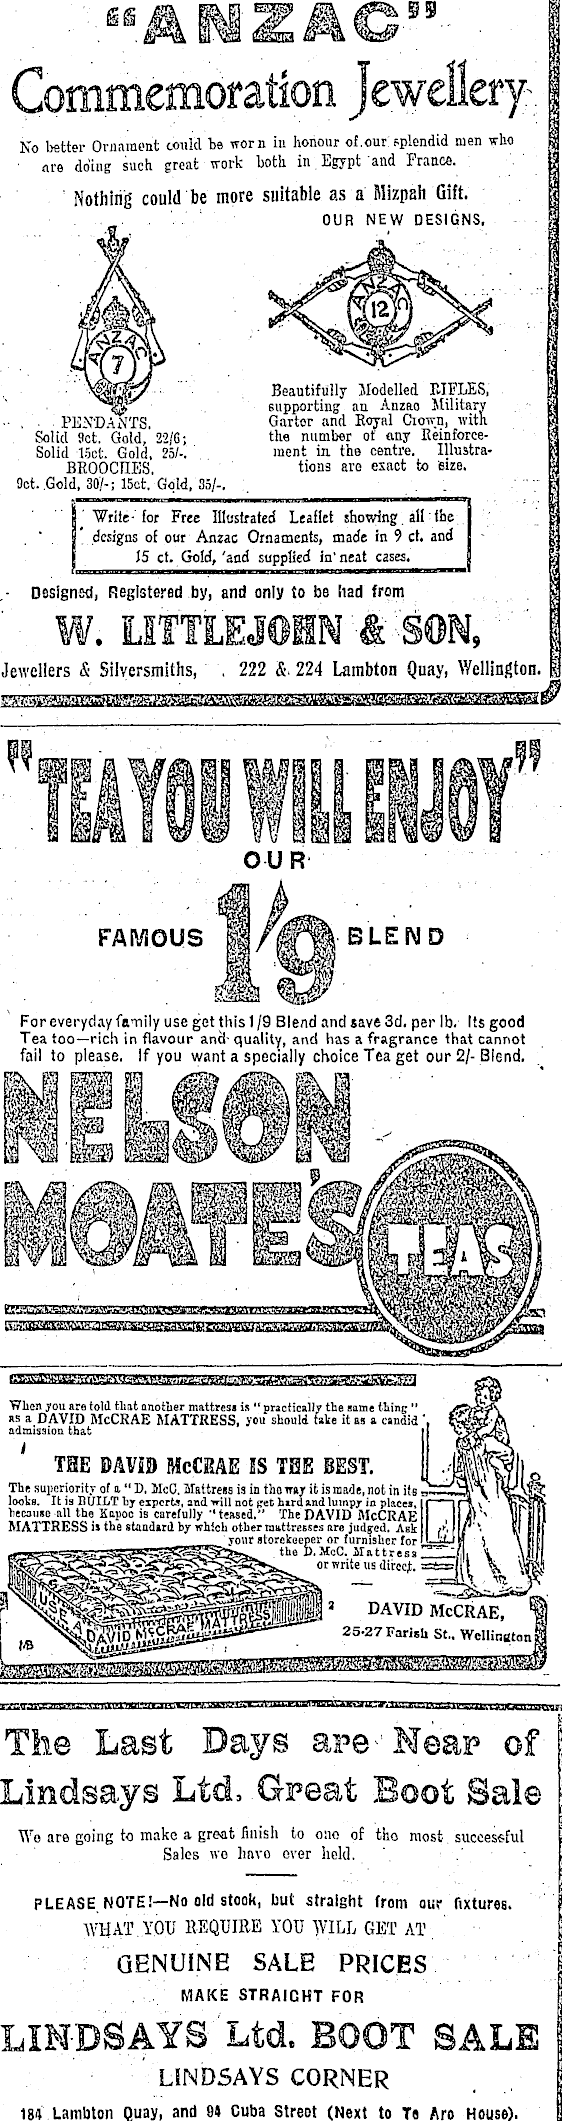 "ANZAC"
Commemoration Jewellery
No better Ornament could be worn in honour of our splendid men who
are doing such great work both in Egypt and France.
Nothing could be more suitable as a Mizpah Gift.
OUR NEW DESIGNS.
ANZAC
7
PENDANTS.
Solid 9ct. Gold, 22/6;
Solid 15ct. Gold, 25/-.
BROOCHES.
9ct. Gold, 30/-; 15ct. Gold, 35/-.
ANZAC
12
Beautifully Modelled RIFLES,
supporting an Anzac Military
Garter and Royal Crown, with
the number of any Reinforce-
ment in the centre. Illustra-
tions are exact to size.
Write for Free Illustrated Leaflet showing all the
designs of our Anzac Ornaments, made in 9 ct. and
15 ct. Gold, and supplied in neat cases.
Designed, Registered by, and only to be had from
W. LITTLEJOHN & SON,
Jewellers & Silversmiths, 222 & 224 Lambton Quay, Wellington.
"TEA YOU WILL ENJOY"
OUR
FAMOUS 1/9 BLEND
For everyday family use get this 1/9 Blend and save 3d. per lb. Its good
Tea too—rich in flavour and quality, and has a fragrance that cannot
fail to please. If you want a specially choice Tea get our 2/- Blend.
NELSON
MOATE'S
TEAS
When you are told that another mattress is "practically the same thing"
as a DAVID McCRAE MATTRESS, you should take it as a candid
admission that
THE DAVID McCRAE IS THE BEST.
The superiority of a "D. McC. Mattress is in the way it is made, not in its
looks. It is BUILT by experts, and will not get hard and lumpy in places,
because all the Kapoc is carefully "teased." The DAVID McCRAE
MATTRESS is the standard by which other mattresses are judged. Ask
your storekeeper or furnisher for
the D. McC. Mattress
or write us direct.
USE A DAVID McCRAE MATTRESS
2
DAVID McCRAE,
25-27 Farish St., Wellington
The Last Days are Near of
Lindsays Ltd. Great Boot Sale
We are going to make a great finish to one of the most successful
Sales we have ever held.
PLEASE NOTE!—No old stock, but straight from our fixtures.
WHAT YOU REQUIRE YOU WILL GET AT
GENUINE SALE PRICES
MAKE STRAIGHT FOR
LINDSAYS Ltd. BOOT SALE
LINDSAYS CORNER
184 Lambton Quay, and 94 Cuba Street (Next to Te Aro House).